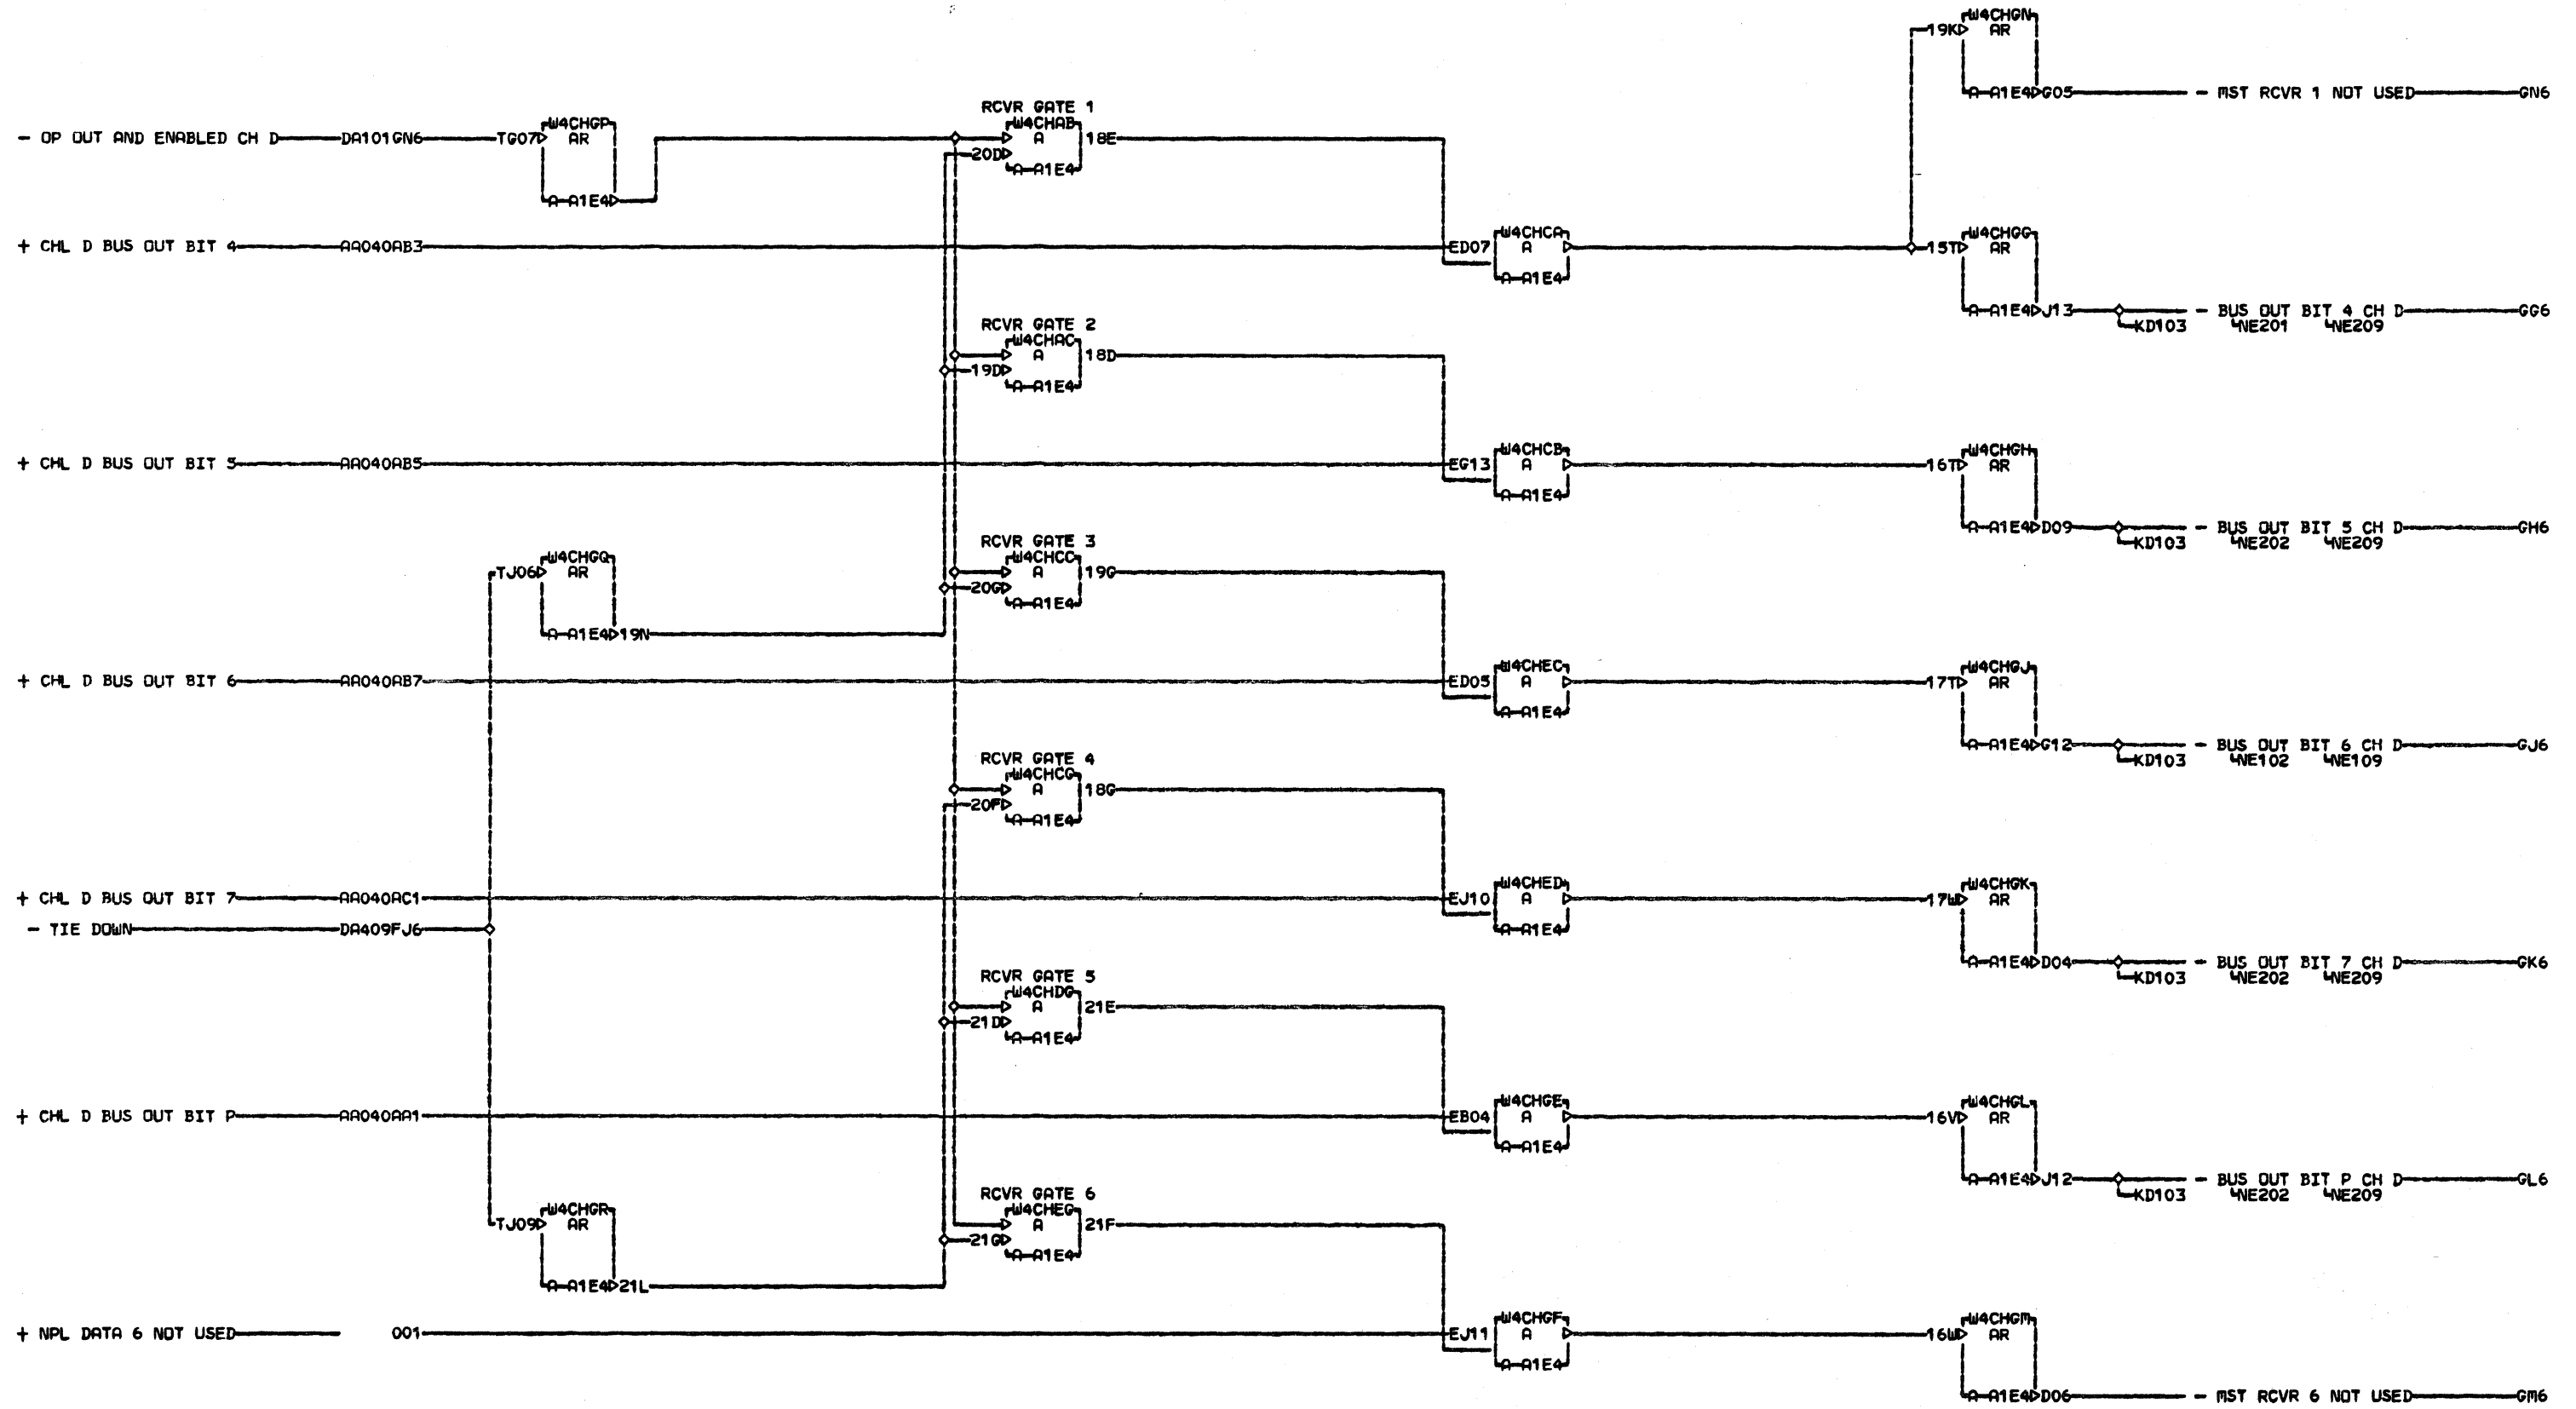 W4CHGN
19K AR
A-A1E4 G05 - MST RCVR 1 NOT USED GN6
RCVR GATE 1
W4CHGP W4CHAB
- OP OUT AND ENABLED CH D DA101GN6 TG07 AR A 18E
20D
A-A1E4
A-A1E4
W4CHCA W4CHGG
+ CHL D BUS OUT BIT 4 AA040AB3 ED07 A 15T AR
A-A1E4
A-A1E4 J13 - BUS OUT BIT 4 CH D GG6
KD103 NE201 NE209
RCVR GATE 2
W4CHAC
A 18D
19D
A-A1E4
W4CHCB W4CHGH
+ CHL D BUS OUT BIT 5 AA040AB5 EG13 A 16T AR
A-A1E4
A-A1E4 D09 - BUS OUT BIT 5 CH D GH6
KD103 NE202 NE209
RCVR GATE 3
W4CHGQ W4CHCC
TJ06 AR A 19G
20G
A-A1E4
A-A1E4 19N
W4CHEC W4CHGJ
+ CHL D BUS OUT BIT 6 AA040AB7 ED05 A 17T AR
A-A1E4
A-A1E4 G12 - BUS OUT BIT 6 CH D GJ6
KD103 NE102 NE109
RCVR GATE 4
W4CHCG
A 18G
20F
A-A1E4
W4CHED W4CHGK
+ CHL D BUS OUT BIT 7 AA040AC1 EJ10 A 17W AR
- TIE DOWN DA409FJ6 A-A1E4
A-A1E4 D04 - BUS OUT BIT 7 CH D GK6
KD103 NE202 NE209
RCVR GATE 5
W4CHDG
A 21E
21D
A-A1E4
W4CHGE W4CHGL
+ CHL D BUS OUT BIT P AA040AA1 EB04 A 16V AR
A-A1E4
A-A1E4 J12 - BUS OUT BIT P CH D GL6
KD103 NE202 NE209
RCVR GATE 6
W4CHGR W4CHEG
TJ09 AR A 21F
21G
A-A1E4
A-A1E4 21L
W4CHGF W4CHGM
+ NPL DATA 6 NOT USED 001 EJ11 A 16W AR
A-A1E4
A-A1E4 D06 - MST RCVR 6 NOT USED GM6